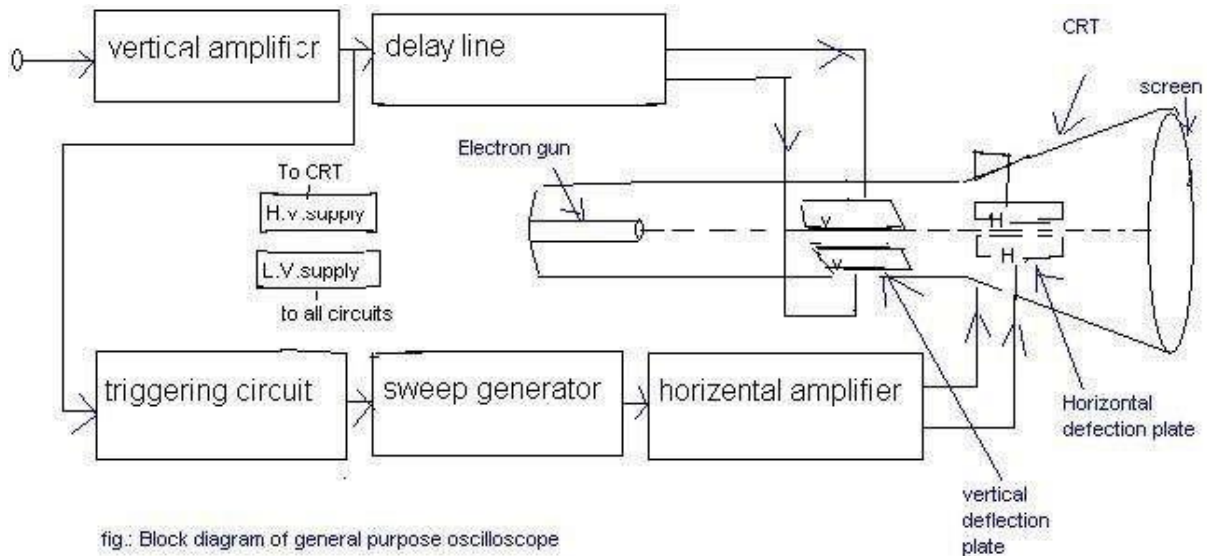 vertical amplifier
delay line
CRT
screen
Electron gun
To CRT
H.v.supply
L.V.supply
to all circuits
V
V
H
H
triggering circuit
sweep generator
horizental amplifier
Horizontal
defection plate
vertical
deflection
plate
fig.: Block diagram of general purpose oscilloscope